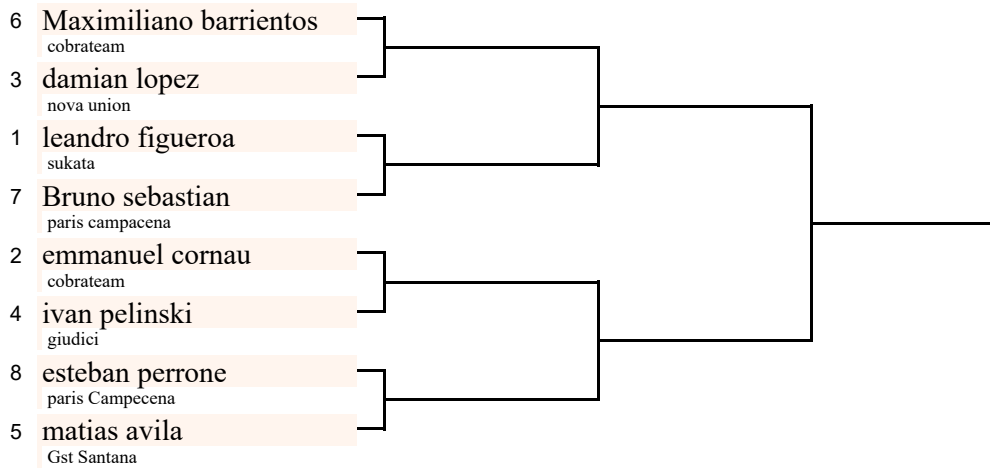 6 Maximiliano barrientos
cobrateam
3 damian lopez
nova union
1 leandro figueroa
sukata
7 Bruno sebastian
paris campacena
2 emmanuel cornau
cobrateam
4 ivan pelinski
giudici
8 esteban perrone
paris Campecena
5 matias avila
Gst Santana